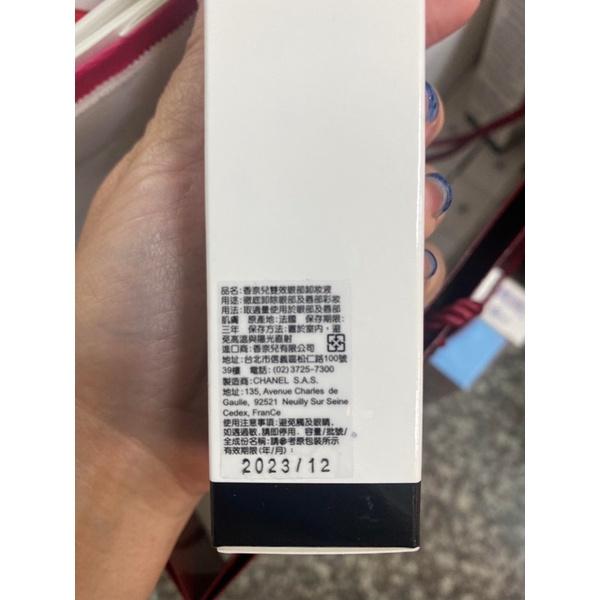 品名:香奈兒雙效眼部卸妝液
用途:徹底卸除眼部及唇部彩妝
用法:取適量使用於眼部及唇部
肌膚 原產地:法國 保存期限:
三年 保存方法:置於室內,避
免高溫與陽光直射
進口商:香奈兒有限公司
地址:台北市信義區松仁路100號
39樓 電話:(02)3725-7300
製造商:CHANEL S.A.S.
地址:135, Avenue Charles de
Gaulle, 92521 Neuilly Sur Seine
Cedex, FranCe
使用注意事項:避免觸及眼睛,
如遇過敏,請即停用. 容量/批號/
全成份名稱:請參考原包裝所示
有效期限(年/月):
2023/12